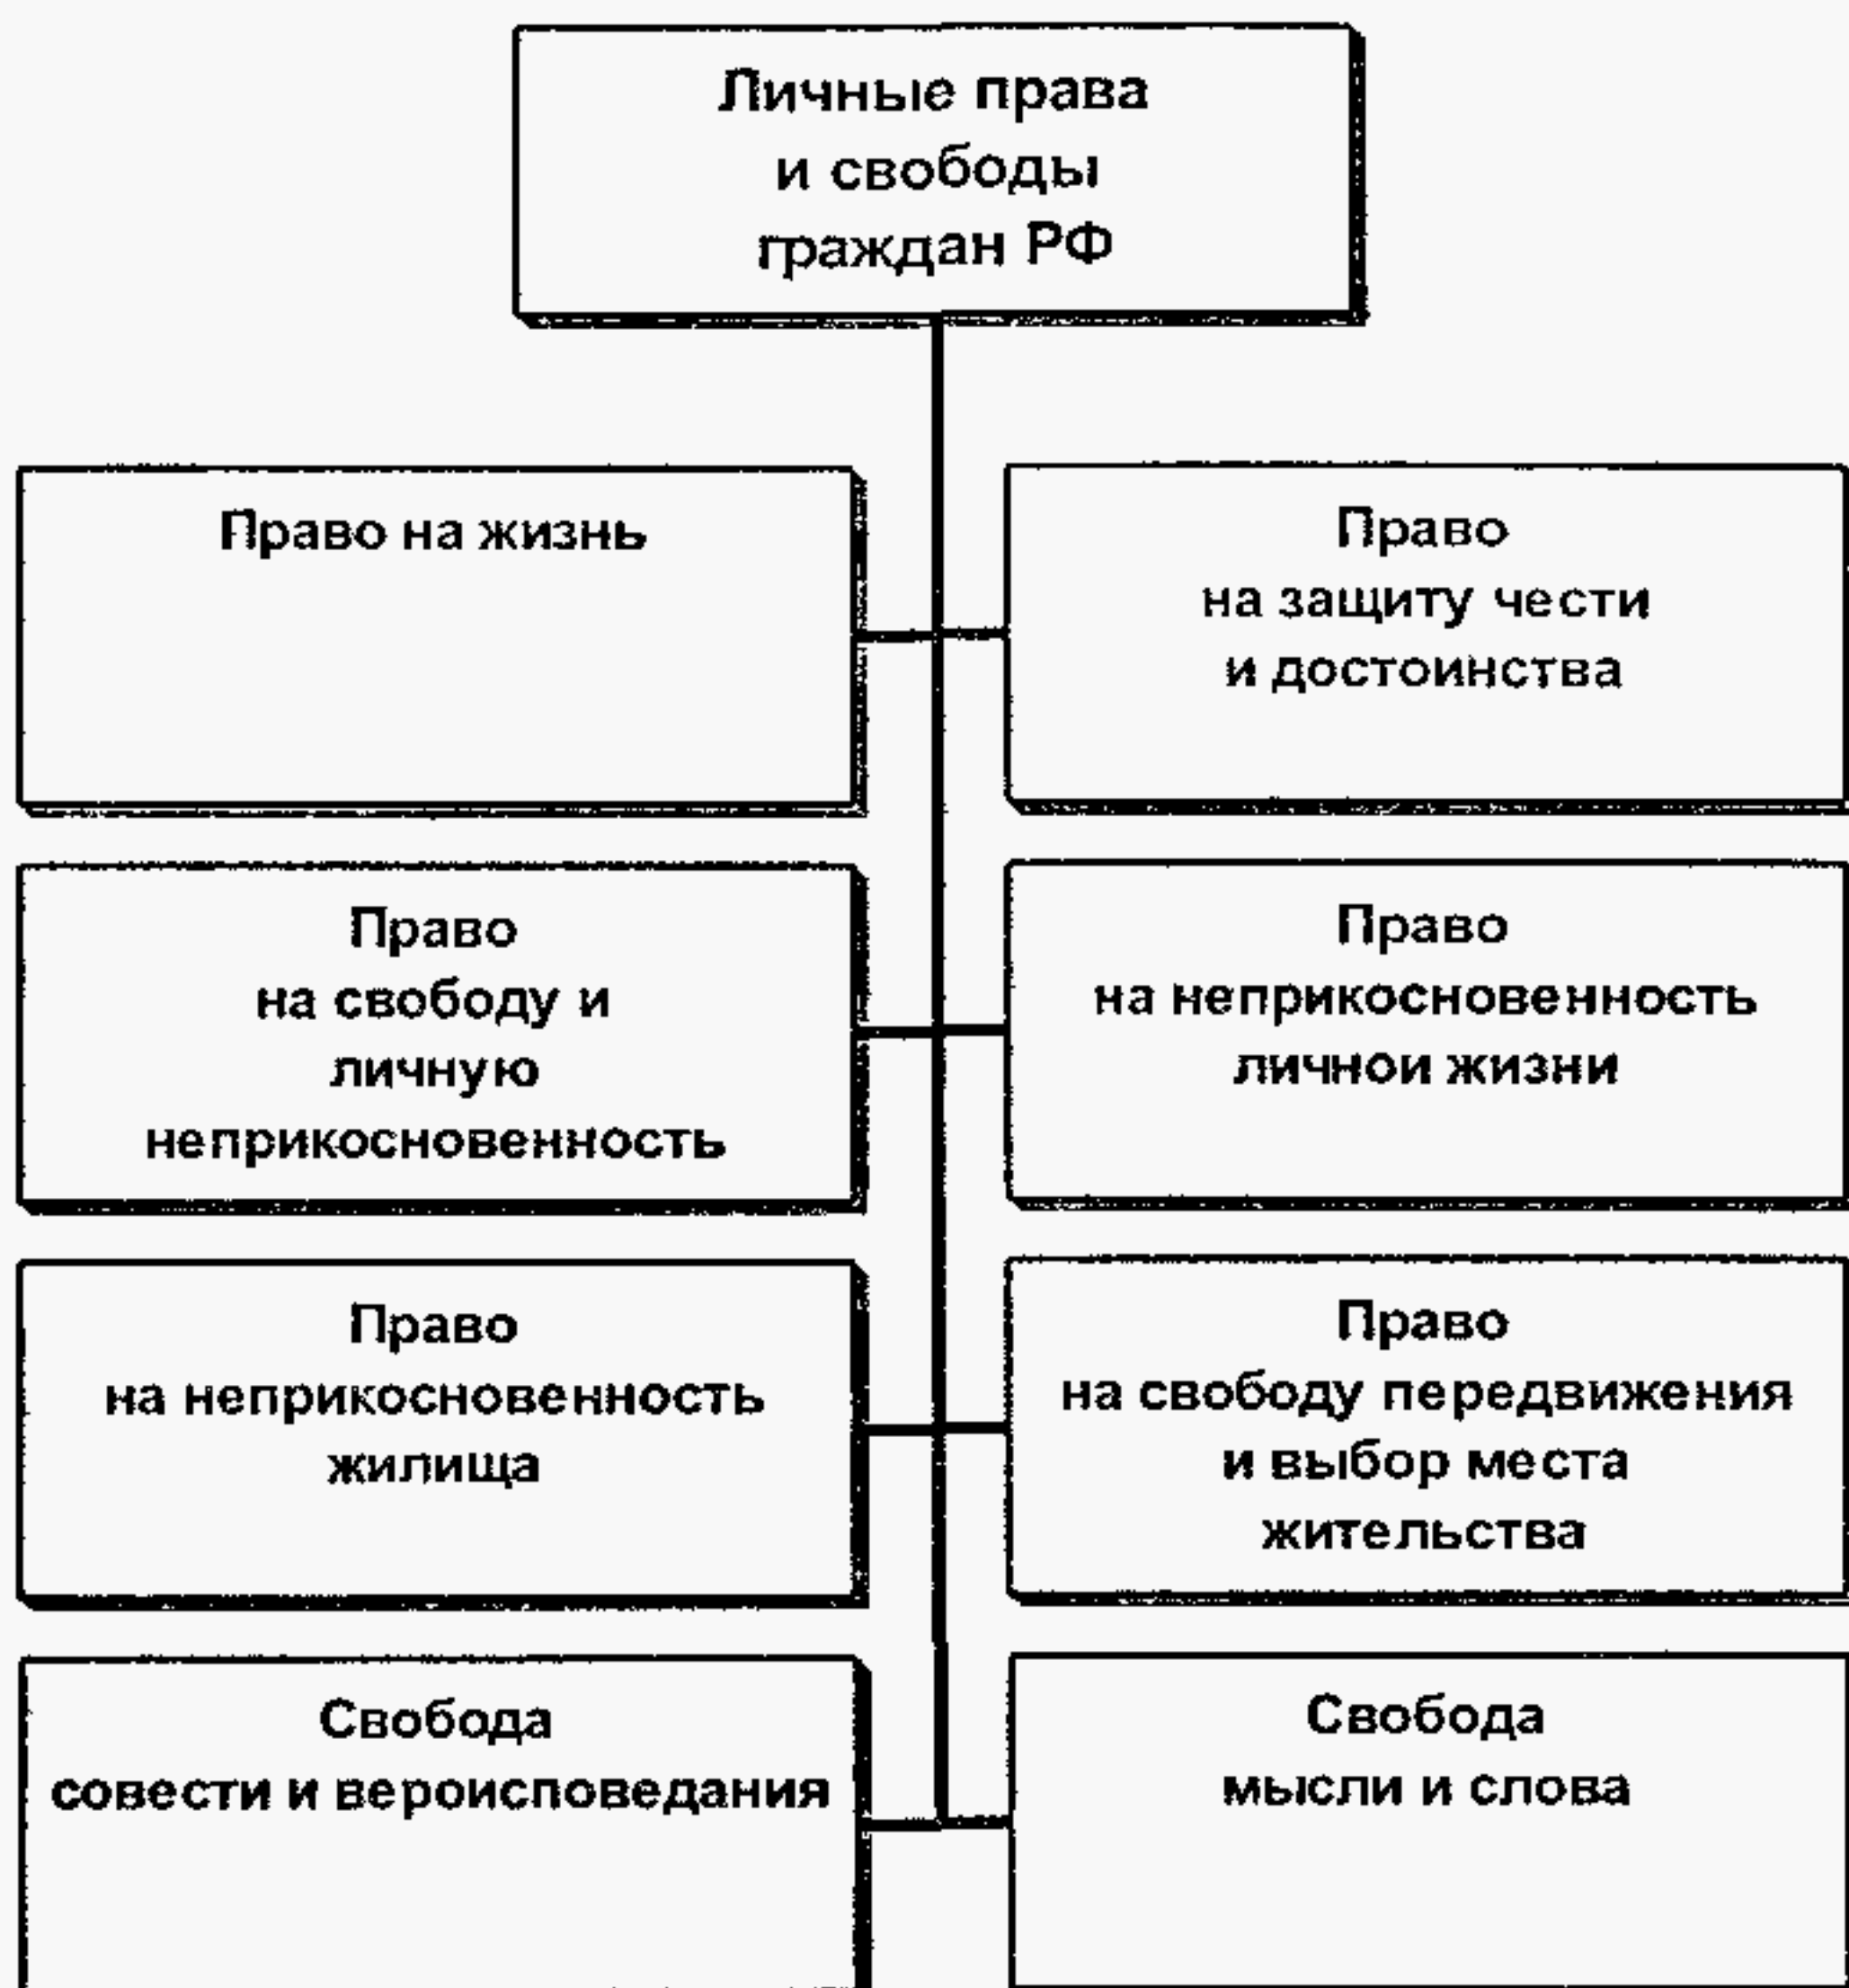 Личные права
и свободы
граждан РФ
Право на жизнь
Право
на защиту чести
и достоинства
Право
на свободу и
личную
неприкосновенность
Право
на неприкосновенность
личнои жизни
Право
на неприкосновенность
жилища
Право
на свободу передвижения
и выбор места
жительства
Свобода
совести и вероисповедания
Свобода
мысли и слова